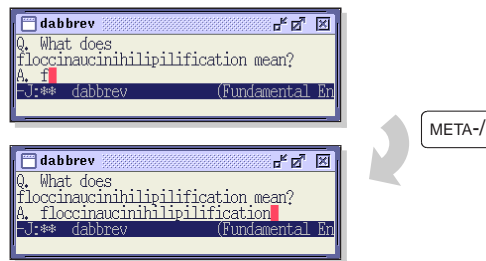 dabbrev
Q. What does
floccinaucinihilipilification mean?
A. f
-J:** dabbrev (Fundamental En
META-/
dabbrev
Q. What does
floccinaucinihilipilification mean?
A. floccinaucinihilipilification
-J:** dabbrev (Fundamental En